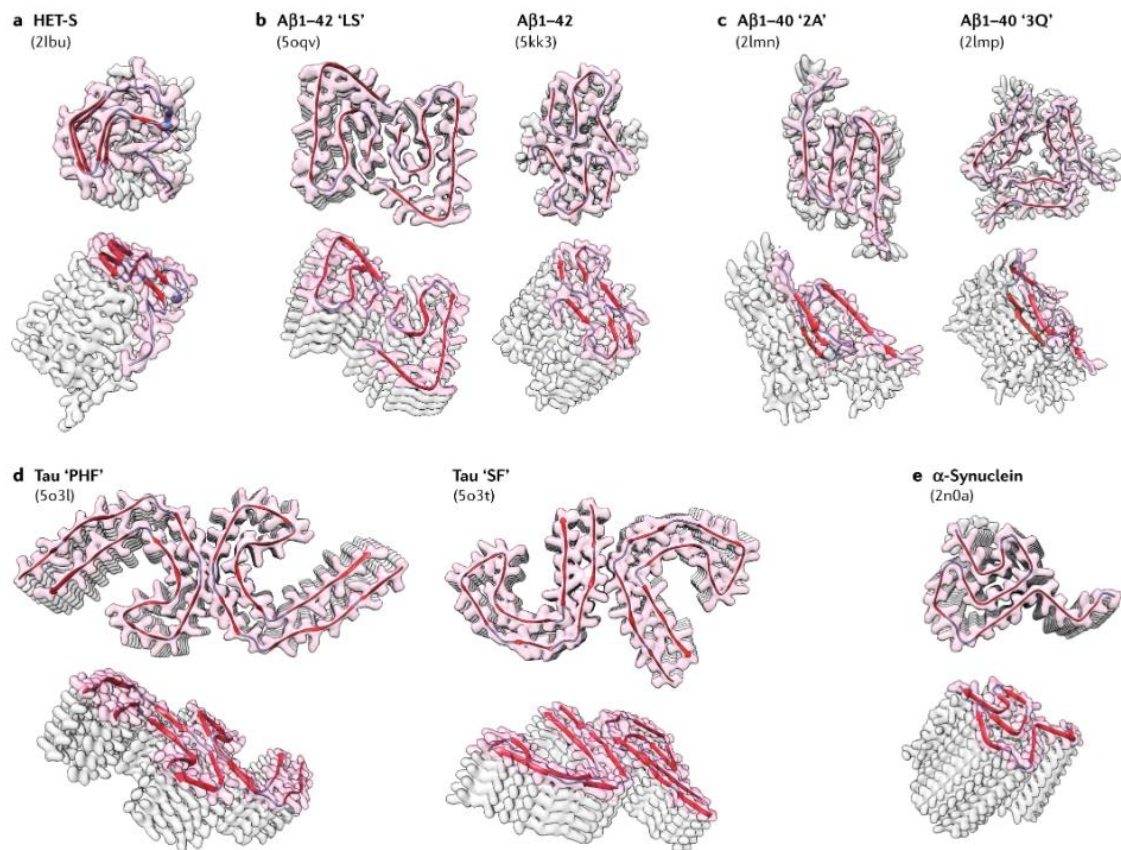 a HET-S
(2lbu)
b Aβ1–42 'LS'
(5oqv)
Aβ1–42
(5kk3)
c Aβ1–40 '2A'
(2lmn)
Aβ1–40 '3Q'
(2lmp)
d Tau 'PHF'
(5o3l)
Tau 'SF'
(5o3t)
e α-Synuclein
(2n0a)